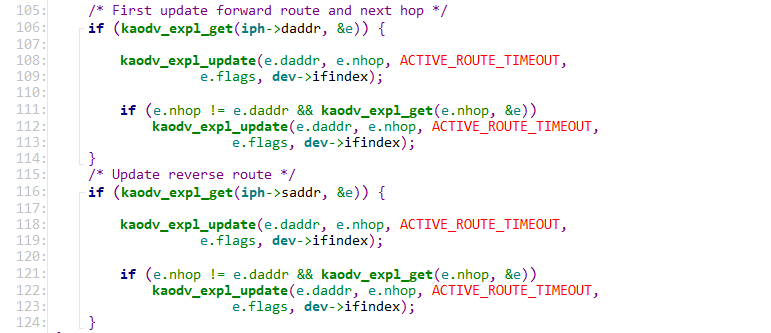 105:     /* First update forward route and next hop */
106:     if (kaodv_expl_get(iph->daddr, &e)) {
107:
108:         kaodv_expl_update(e.daddr, e.nhop, ACTIVE_ROUTE_TIMEOUT,
109:                   e.flags, dev->ifindex);
110:
111:         if (e.nhop != e.daddr && kaodv_expl_get(e.nhop, &e))
112:             kaodv_expl_update(e.daddr, e.nhop, ACTIVE_ROUTE_TIMEOUT,
113:                       e.flags, dev->ifindex);
114:     }
115:     /* Update reverse route */
116:     if (kaodv_expl_get(iph->saddr, &e)) {
117:
118:         kaodv_expl_update(e.daddr, e.nhop, ACTIVE_ROUTE_TIMEOUT,
119:                   e.flags, dev->ifindex);
120:
121:         if (e.nhop != e.daddr && kaodv_expl_get(e.nhop, &e))
122:             kaodv_expl_update(e.daddr, e.nhop, ACTIVE_ROUTE_TIMEOUT,
123:                       e.flags, dev->ifindex);
124:     }